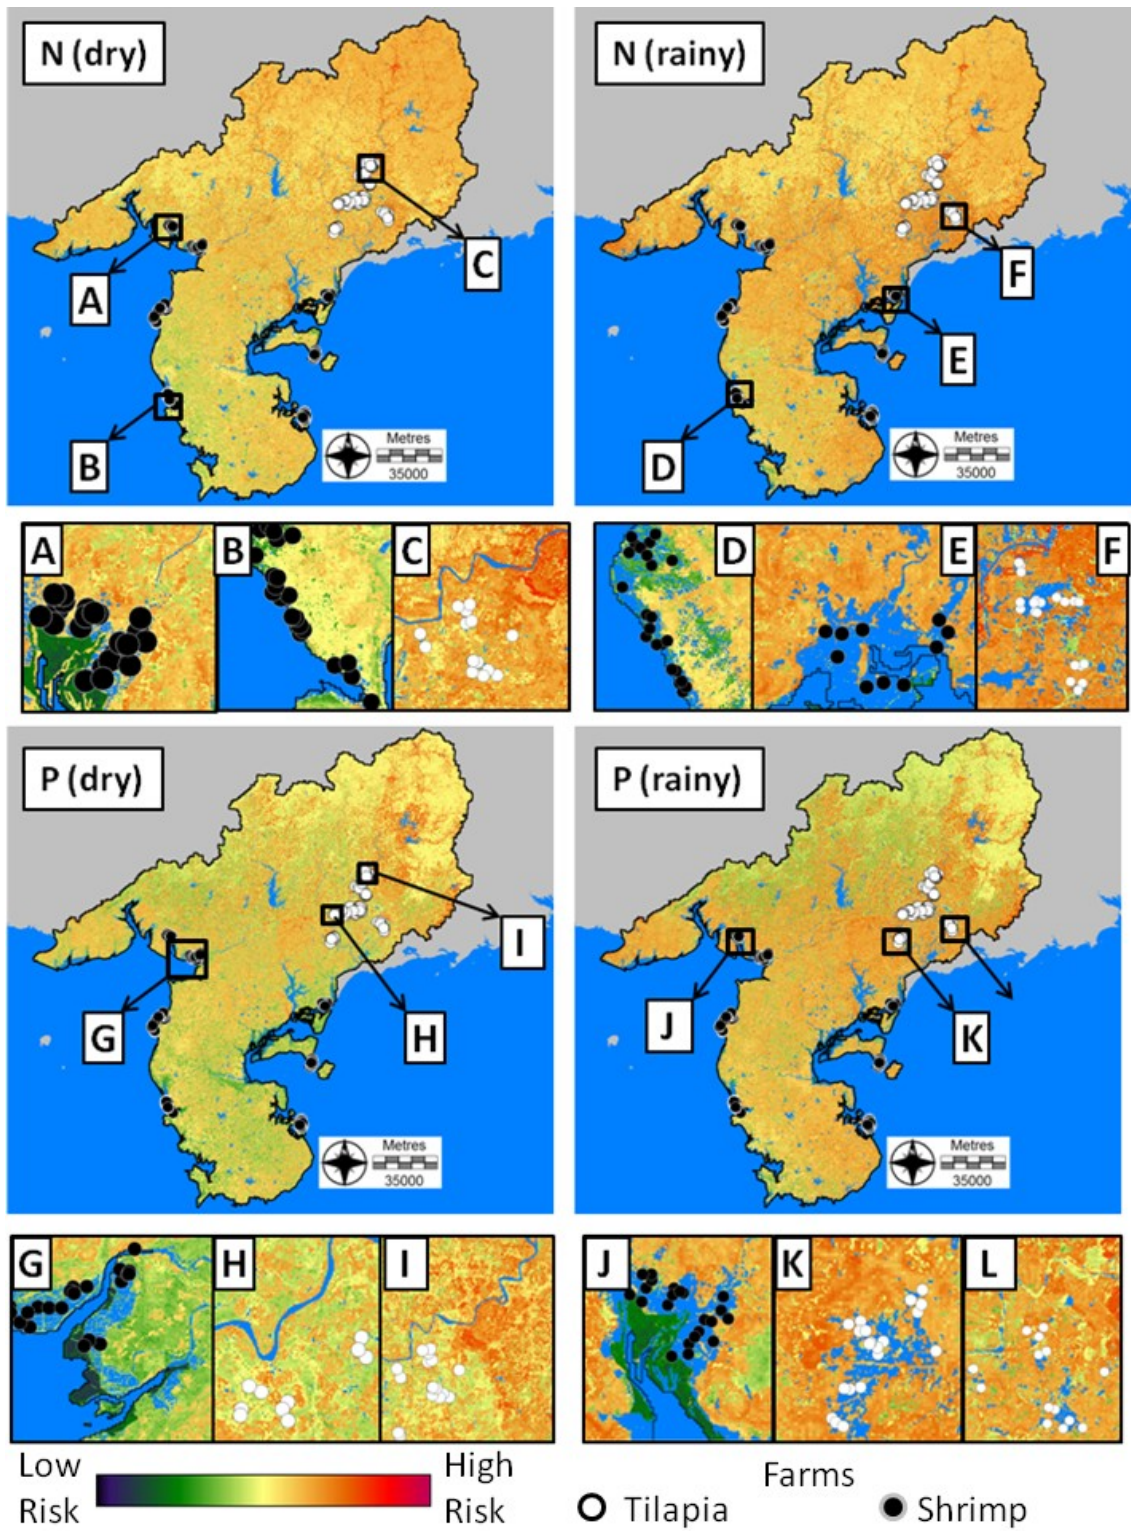 N (dry)
N (rainy)
C
A
F
E
B
D
Metres
35000
Metres
35000
A
B
C
D
E
F
P (dry)
P (rainy)
I
G
H
J
K
Metres
35000
Metres
35000
G
H
I
J
K
L
Low
Risk
High
Risk
Farms
Tilapia
Shrimp